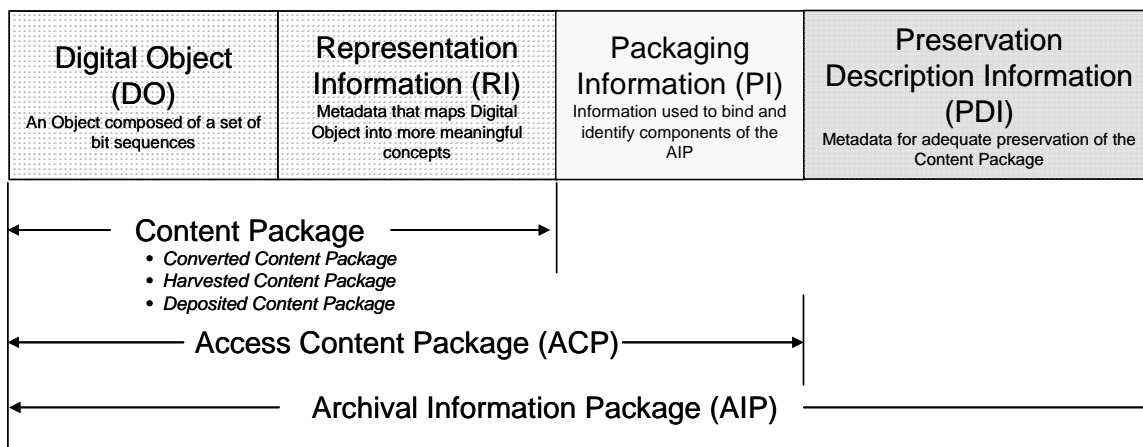 Digital Object
(DO)
An Object composed of a set of
bit sequences
Representation
Information (RI)
Metadata that maps Digital
Object into more meaningful
concepts
Packaging
Information (PI)
Information used to bind and
identify components of the
AIP
Preservation
Description Information
(PDI)
Metadata for adequate preservation of the
Content Package
Content Package
• Converted Content Package
• Harvested Content Package
• Deposited Content Package
Access Content Package (ACP)
Archival Information Package (AIP)